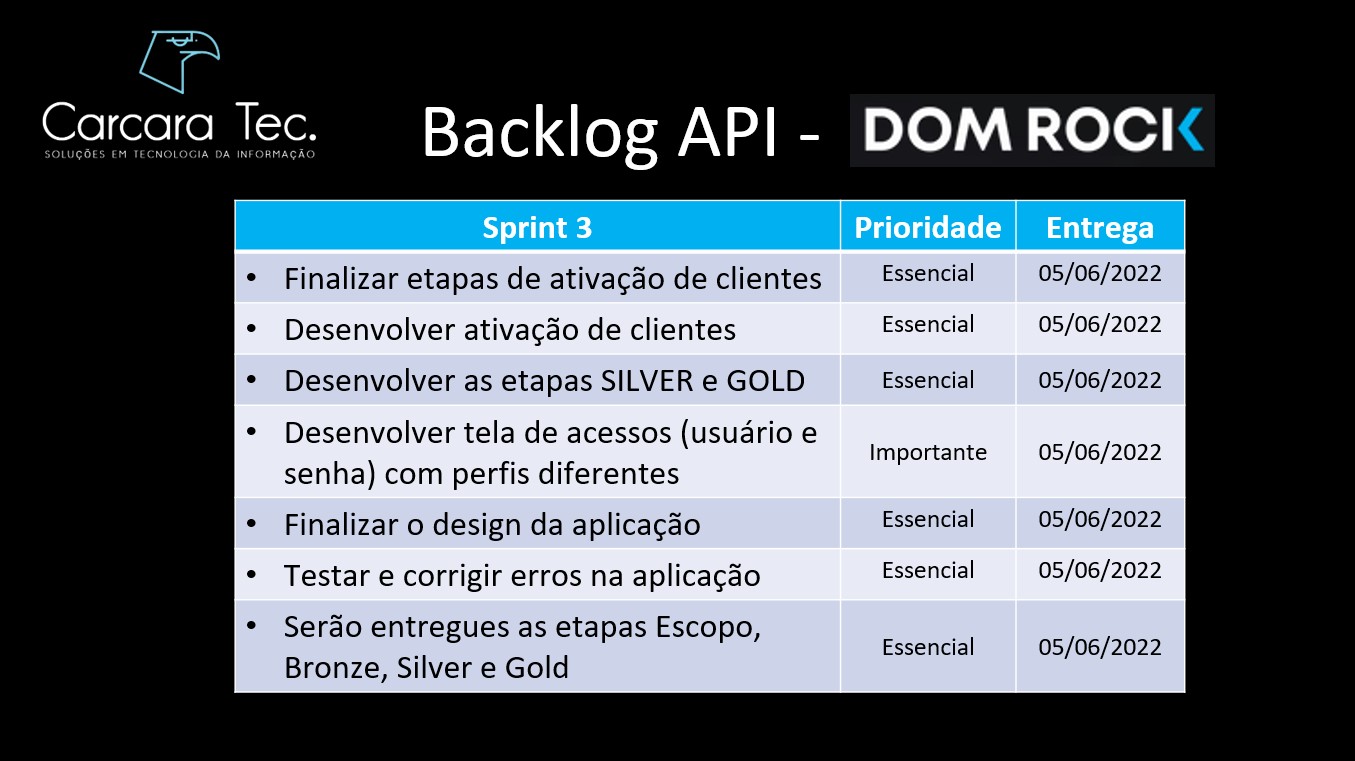 Carcara Tec.
SOLUÇÕES EM TECNOLOGIA DA INFORMAÇÃO
Backlog API -
DOM ROCK
Sprint 3 Prioridade Entrega
• Finalizar etapas de ativação de clientes Essencial 05/06/2022
• Desenvolver ativação de clientes Essencial 05/06/2022
• Desenvolver as etapas SILVER e GOLD Essencial 05/06/2022
• Desenvolver tela de acessos (usuário e
senha) com perfis diferentes Importante 05/06/2022
• Finalizar o design da aplicação Essencial 05/06/2022
• Testar e corrigir erros na aplicação Essencial 05/06/2022
• Serão entregues as etapas Escopo,
Bronze, Silver e Gold Essencial 05/06/2022